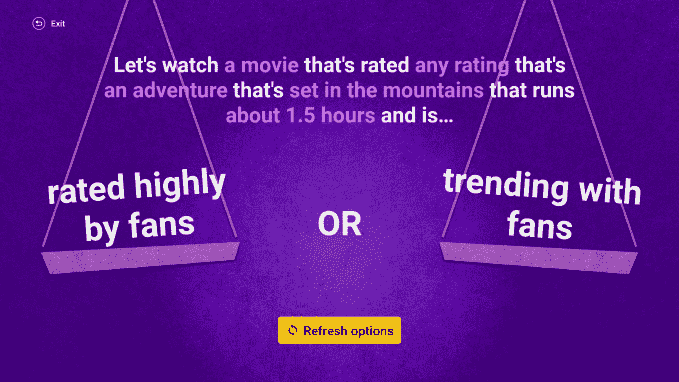 Exit
Let's watch a movie that's rated any rating that's
an adventure that's set in the mountains that runs
about 1.5 hours and is...
rated highly
by fans
OR
trending with
fans
Refresh options